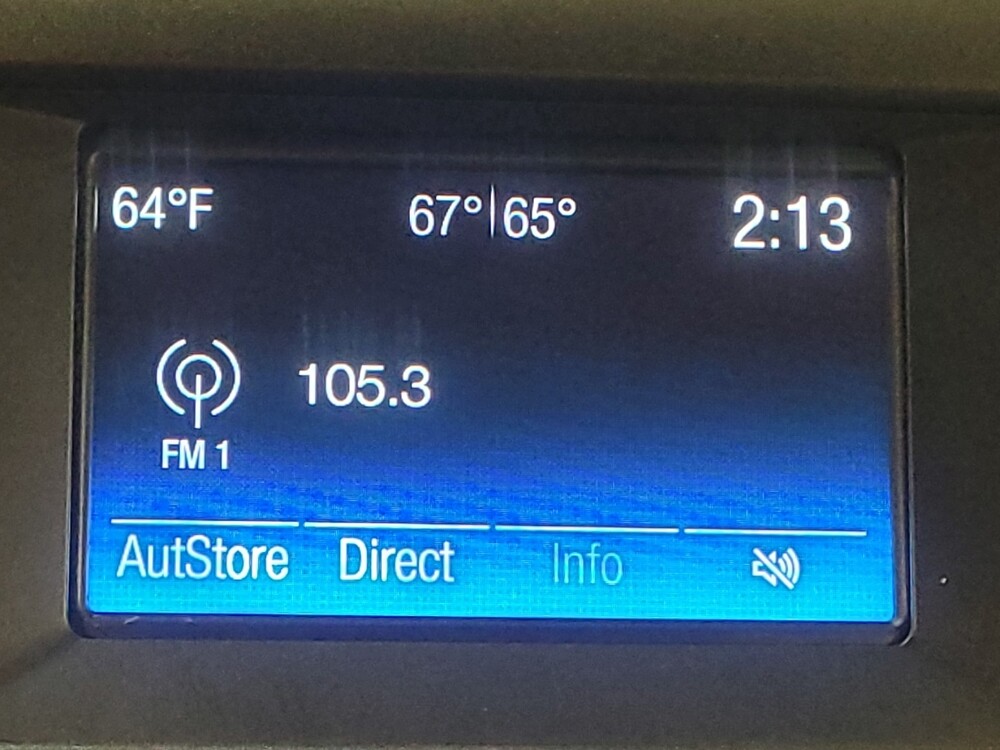 64°F 67°|65° 2:13
105.3
FM 1
AutStore Direct Info